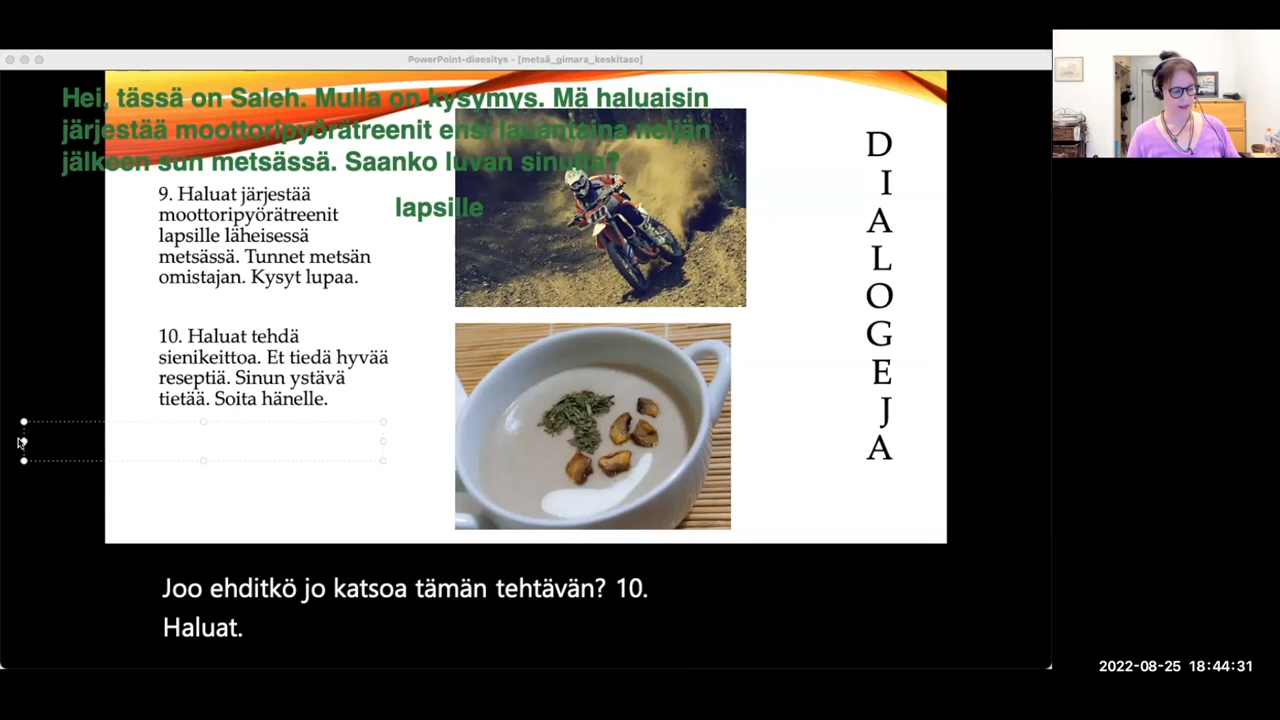 PowerPoint-diaesitys - [metsä_gimara_keskitaso]
Hei, tässä on Saleh. Mulla on kysymys. Mä haluaisin
järjestää moottoripyörätreenit ensi lauantaina neljän
jälkeen sun metsässä. Saanko luvan sinulta?
lapsille
9. Haluat järjestää
moottoripyörätreenit
lapsille läheisessä
metsässä. Tunnet metsän
omistajan. Kysyt lupaa.
10. Haluat tehdä
sienikeittoa. Et tiedä hyvää
reseptiä. Sinun ystävä
tietää. Soita hänelle.
D
I
A
L
O
G
E
J
A
Joo ehditkö jo katsoa tämän tehtävän? 10.
Haluat.
2022-08-25 18:44:31